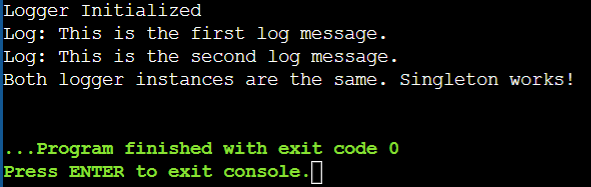 Logger Initialized
Log: This is the first log message.
Log: This is the second log message.
Both logger instances are the same. Singleton works!
...Program finished with exit code 0
Press ENTER to exit console.